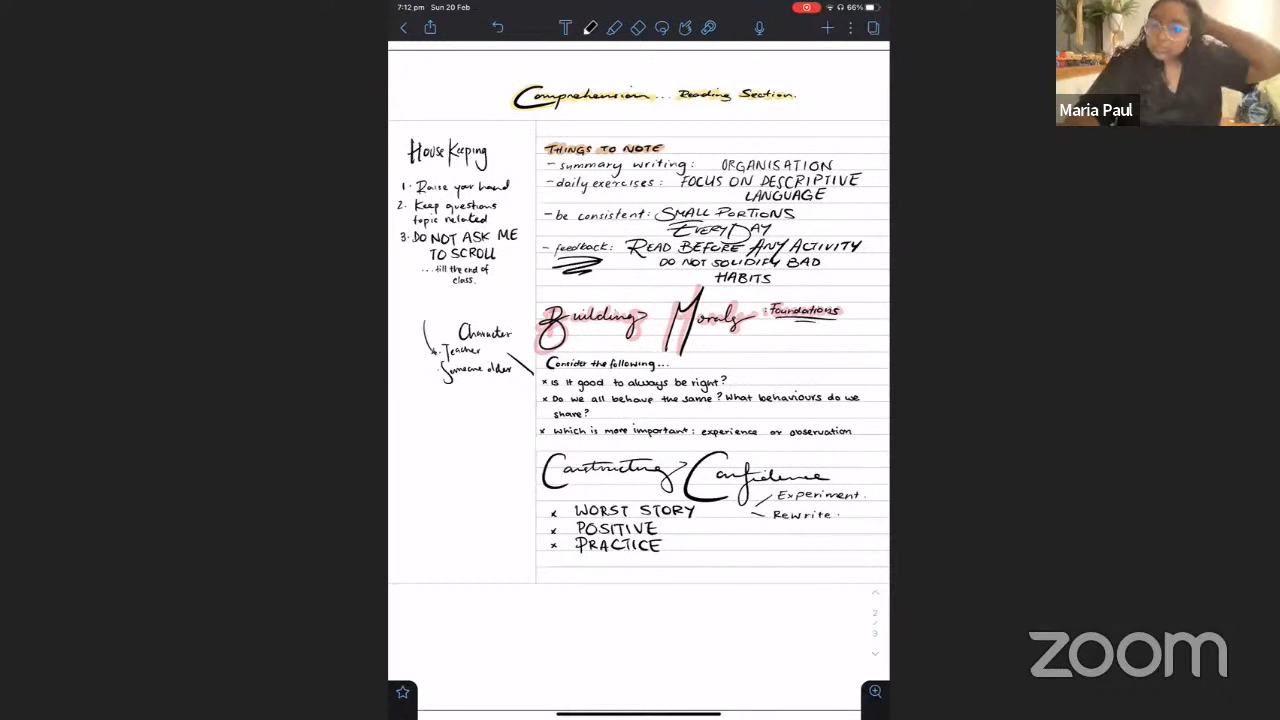 7:12 pm Sun 20 Feb
66%
Comprehension... Reading Section.
House Keeping
1. Raise your hand
2. Keep questions
topic related
3. DO NOT ASK ME
TO SCROLL
...till the end of
class.
Character
Teacher
Someone older
THINGS TO NOTE
- summary writing: ORGANISATION
- daily exercises: FOCUS ON DESCRIPTIVE
LANGUAGE
- be consistent: SMALL PORTIONS
EVERY DAY
- feedback: READ BEFORE ANY ACTIVITY
DO NOT SOLIDIFY BAD
HABITS
Building Morals: Foundations
Consider the following...
x Is it good to always be right?
x Do we all behave the same? What behaviours do we
share?
x Which is more important: experience or observation
Constructing Confidence
Experiment.
Rewrite.
x WORST STORY
x POSITIVE
x PRACTICE
2
/
3
Maria Paul
zoom